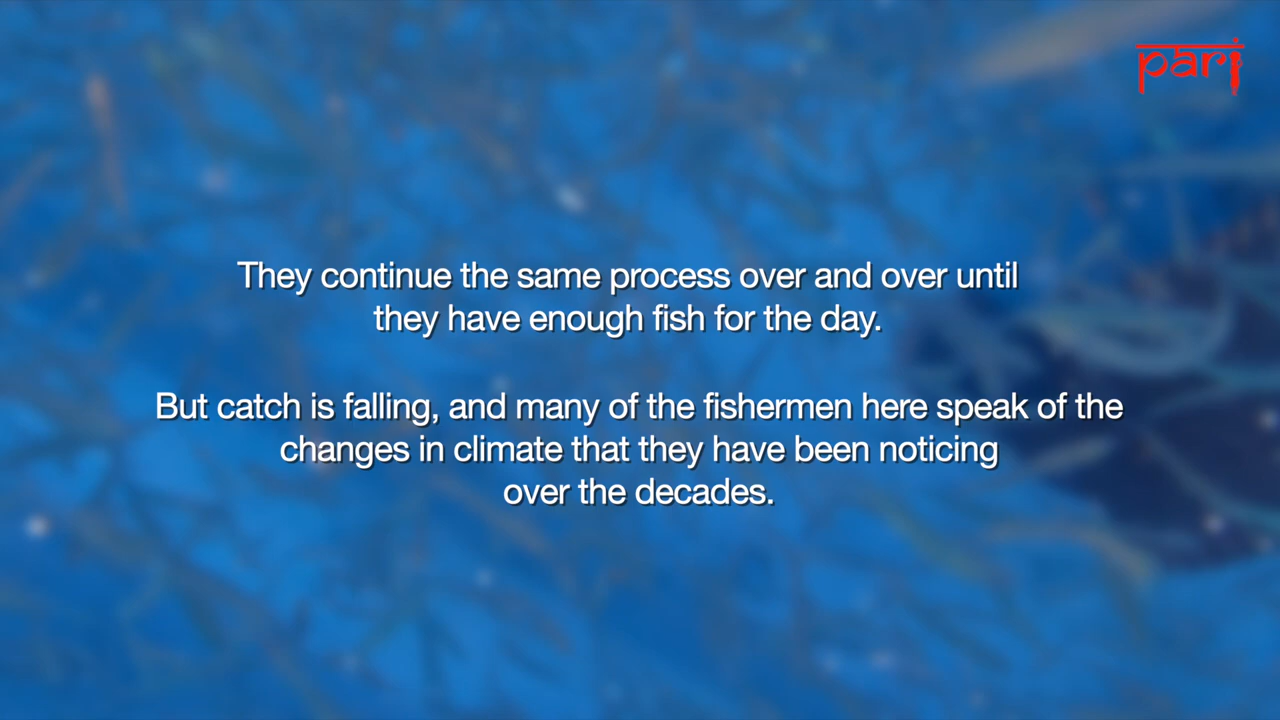 pari
They continue the same process over and over until
they have enough fish for the day.
But catch is falling, and many of the fishermen here speak of the
changes in climate that they have been noticing
over the decades.